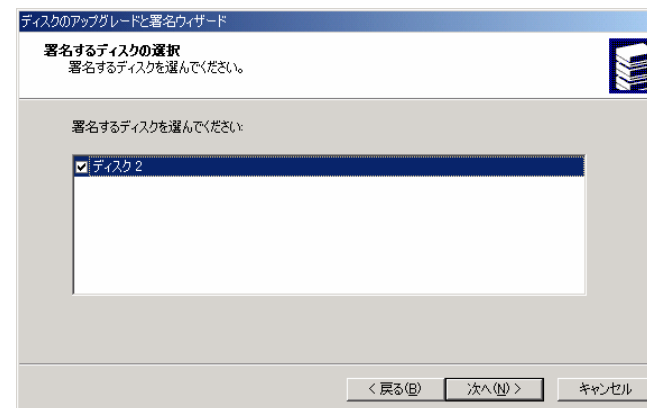 ディスクのアップグレードと署名ウィザード
署名するディスクの選択
署名するディスクを選んでください。
署名するディスクを選んでください:
ディスク 2
< 戻る(B)
次へ(N) >
キャンセル